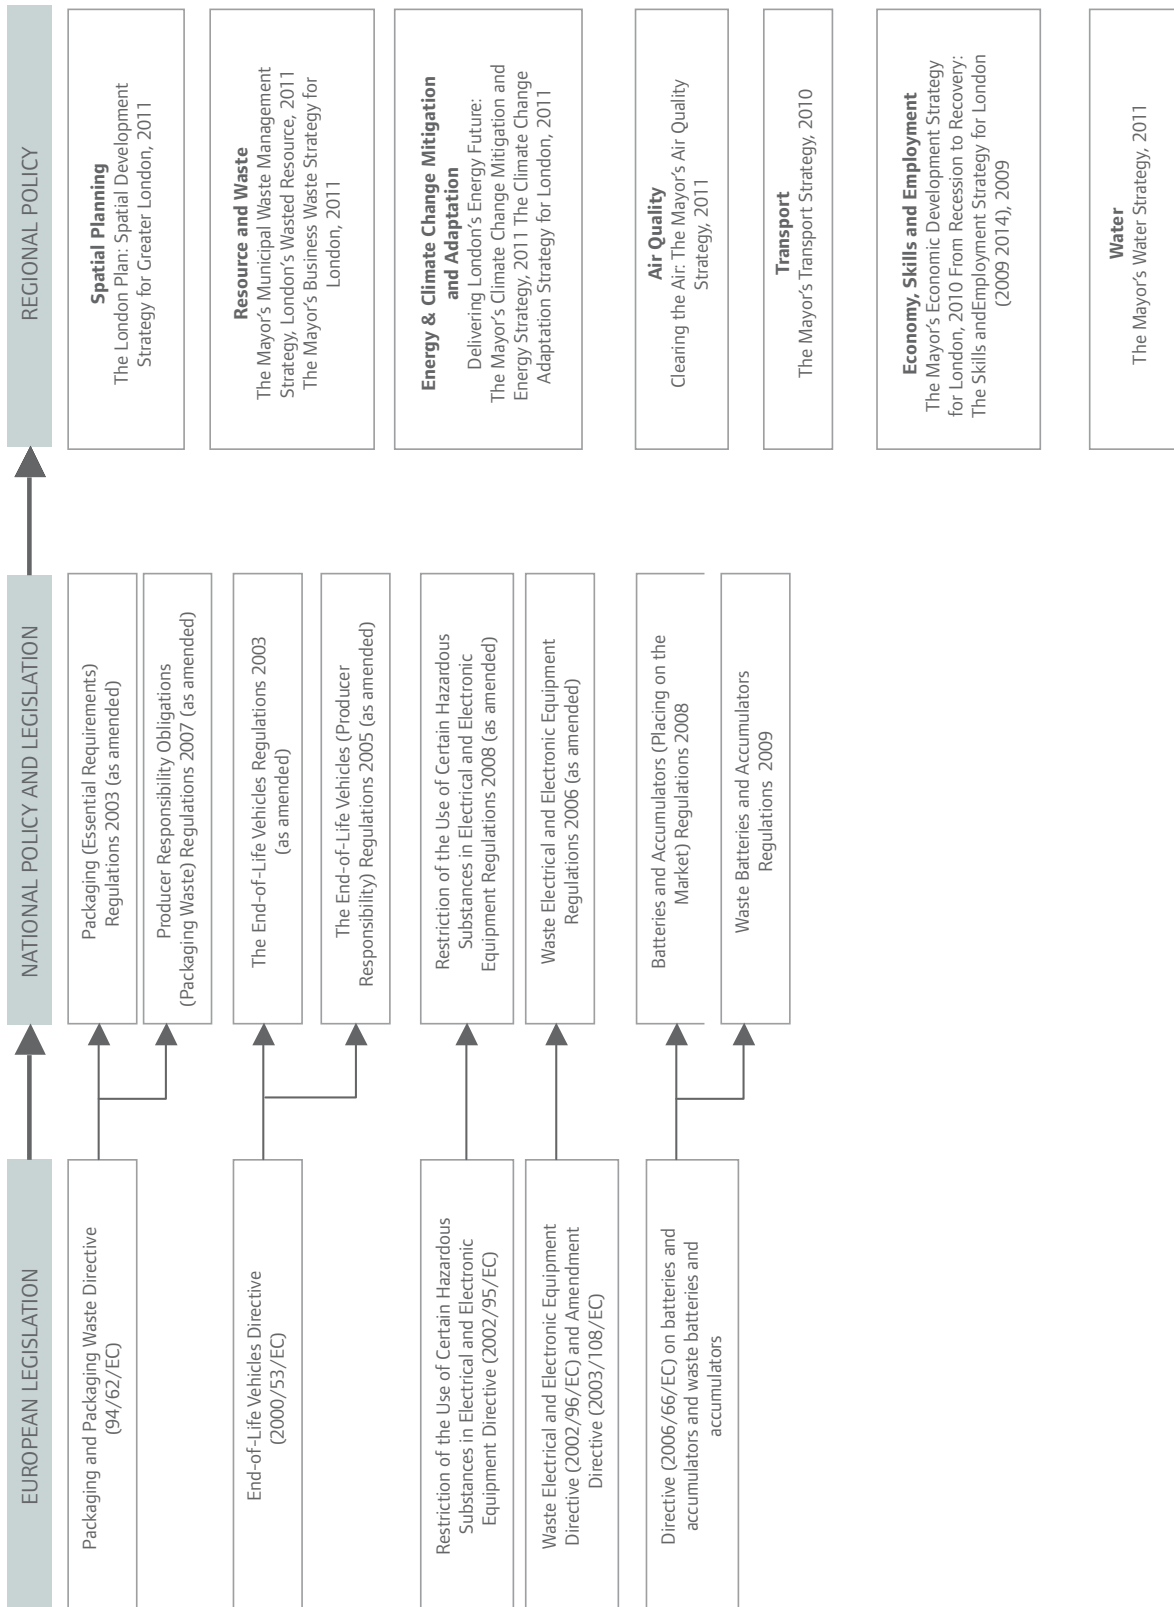 EUROPEAN LEGISLATION
Packaging and Packaging Waste Directive
(94/62/EC)
End-of-Life Vehicles Directive
(2000/53/EC)
Restriction of the Use of Certain Hazardous
Substances in Electrical and Electronic
Equipment Directive (2002/95/EC)
Waste Electrical and Electronic Equipment
Directive (2002/96/EC) and Amendment
Directive (2003/108/EC)
Directive (2006/66/EC) on batteries and
accumulators and waste batteries and
accumulators
NATIONAL POLICY AND LEGISLATION
Packaging (Essential Requirements)
Regulations 2003 (as amended)
Producer Responsibility Obligations
(Packaging Waste) Regulations 2007 (as amended)
The End-of-Life Vehicles Regulations 2003
(as amended)
The End-of-Life Vehicles (Producer
Responsibility) Regulations 2005 (as amended)
Restriction of the Use of Certain Hazardous
Substances in Electrical and Electronic
Equipment Regulations 2008 (as amended)
Waste Electrical and Electronic Equipment
Regulations 2006 (as amended)
Batteries and Accumulators (Placing on the
Market) Regulations 2008
Waste Batteries and Accumulators
Regulations 2009
REGIONAL POLICY
Spatial Planning
The London Plan: Spatial Development
Strategy for Greater London, 2011
Resource and Waste
The Mayor's Municipal Waste Management
Strategy, London's Wasted Resource, 2011
The Mayor's Business Waste Strategy for
London, 2011
Energy & Climate Change Mitigation
and Adaptation
Delivering London's Energy Future:
The Mayor's Climate Change Mitigation and
Energy Strategy, 2011 The Climate Change
Adaptation Strategy for London, 2011
Air Quality
Clearing the Air: The Mayor's Air Quality
Strategy, 2011
Transport
The Mayor's Transport Strategy, 2010
Economy, Skills and Employment
The Mayor's Economic Development Strategy
for London, 2010 From Recession to Recovery:
The Skills andEmployment Strategy for London
(2009 2014), 2009
Water
The Mayor's Water Strategy, 2011